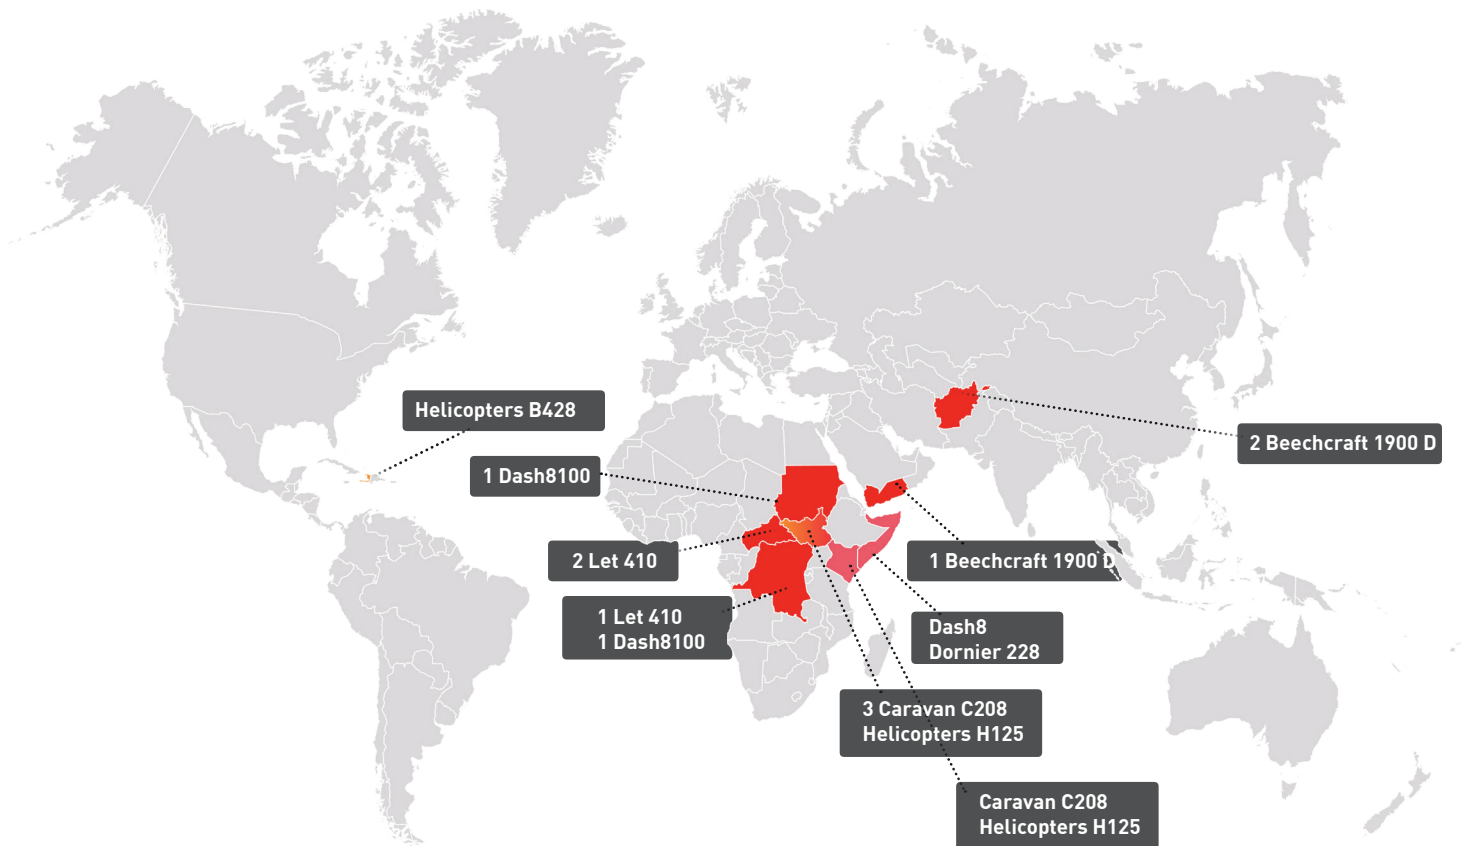 Helicopters B428
2 Beechcraft 1900 D
1 Dash8100
2 Let 410
1 Beechcraft 1900 D
1 Let 410
1 Dash8100
Dash8
Dornier 228
3 Caravan C208
Helicopters H125
Caravan C208
Helicopters H125